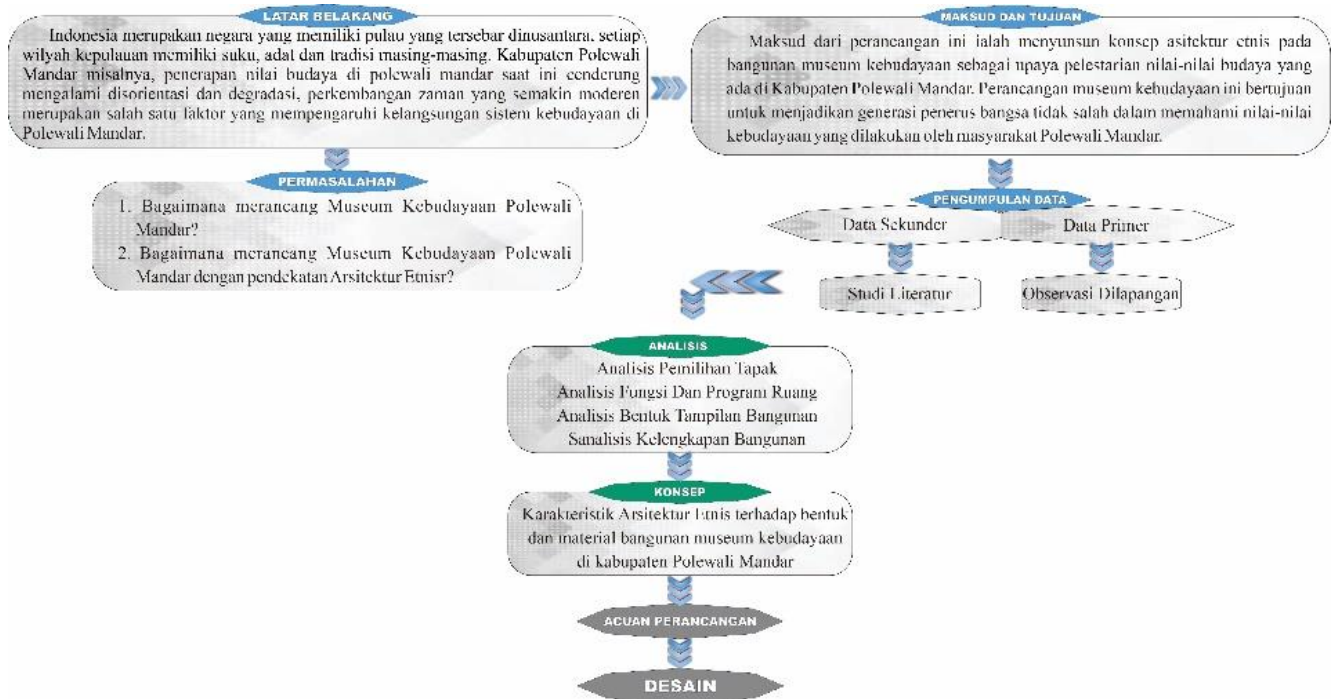 LATAR BELAKANG
Indonesia merupakan negara yang memiliki pulau yang tersebar dinusantara, setiap
wilyah kepulauan memiliki suku, adal dan tradisi masing-masing. Kabupaten Polewali
Mandar misalnya, penerapan nilai budaya di polewali mandar saat ini cenderung
mengalami disorientasi dan degradasi, perkembangan zaman yang semakin moderen
merupakan salah satu faktor yang mempengaruhi kelangsungan sistem kebudayaan di
Polewali Mandar.
MAKSUD DAN TUJUAN
Maksud dari perancangan ini ialah menyusun konsep asitektur etnis pada
bangunan museum kebudayaan sebagai upaya pelestarian nilai-nilai budaya yang
ada di Kabupaten Polewali Mandar. Perancangan museum kebudayaan ini bertujuan
untuk menjadikan generasi penerus bangsa tidak salah dalam memahami nilai-nilai
kebudayaan yang dilakukan oleh masyarakat Polewali Mandar.
PERMASALAHAN
1. Bagaimana merancang Museum Kebudayaan Polewali
Mandar?
2. Bagaimana merancang Museum Kebudayaan Polewali
Mandar dengan pendekatan Arsitektur Etnisr?
PENGUMPULAN DATA
Data Sekunder
Data Primer
Studi Literatur
Observasi Dilapangan
ANALISIS
Analisis Pemilihan Tapak
Analisis Fungsi Dan Program Ruang
Analisis Bentuk Tampilan Bangunan
Sanalisis Kelengkapan Bangunan
KONSEP
Karakteristik Arsitektur Etnis terhadap bentuk
dan material bangunan museum kebudayaan
di kabupaten Polewali Mandar
ACUAN PERANCANGAN
DESAIN